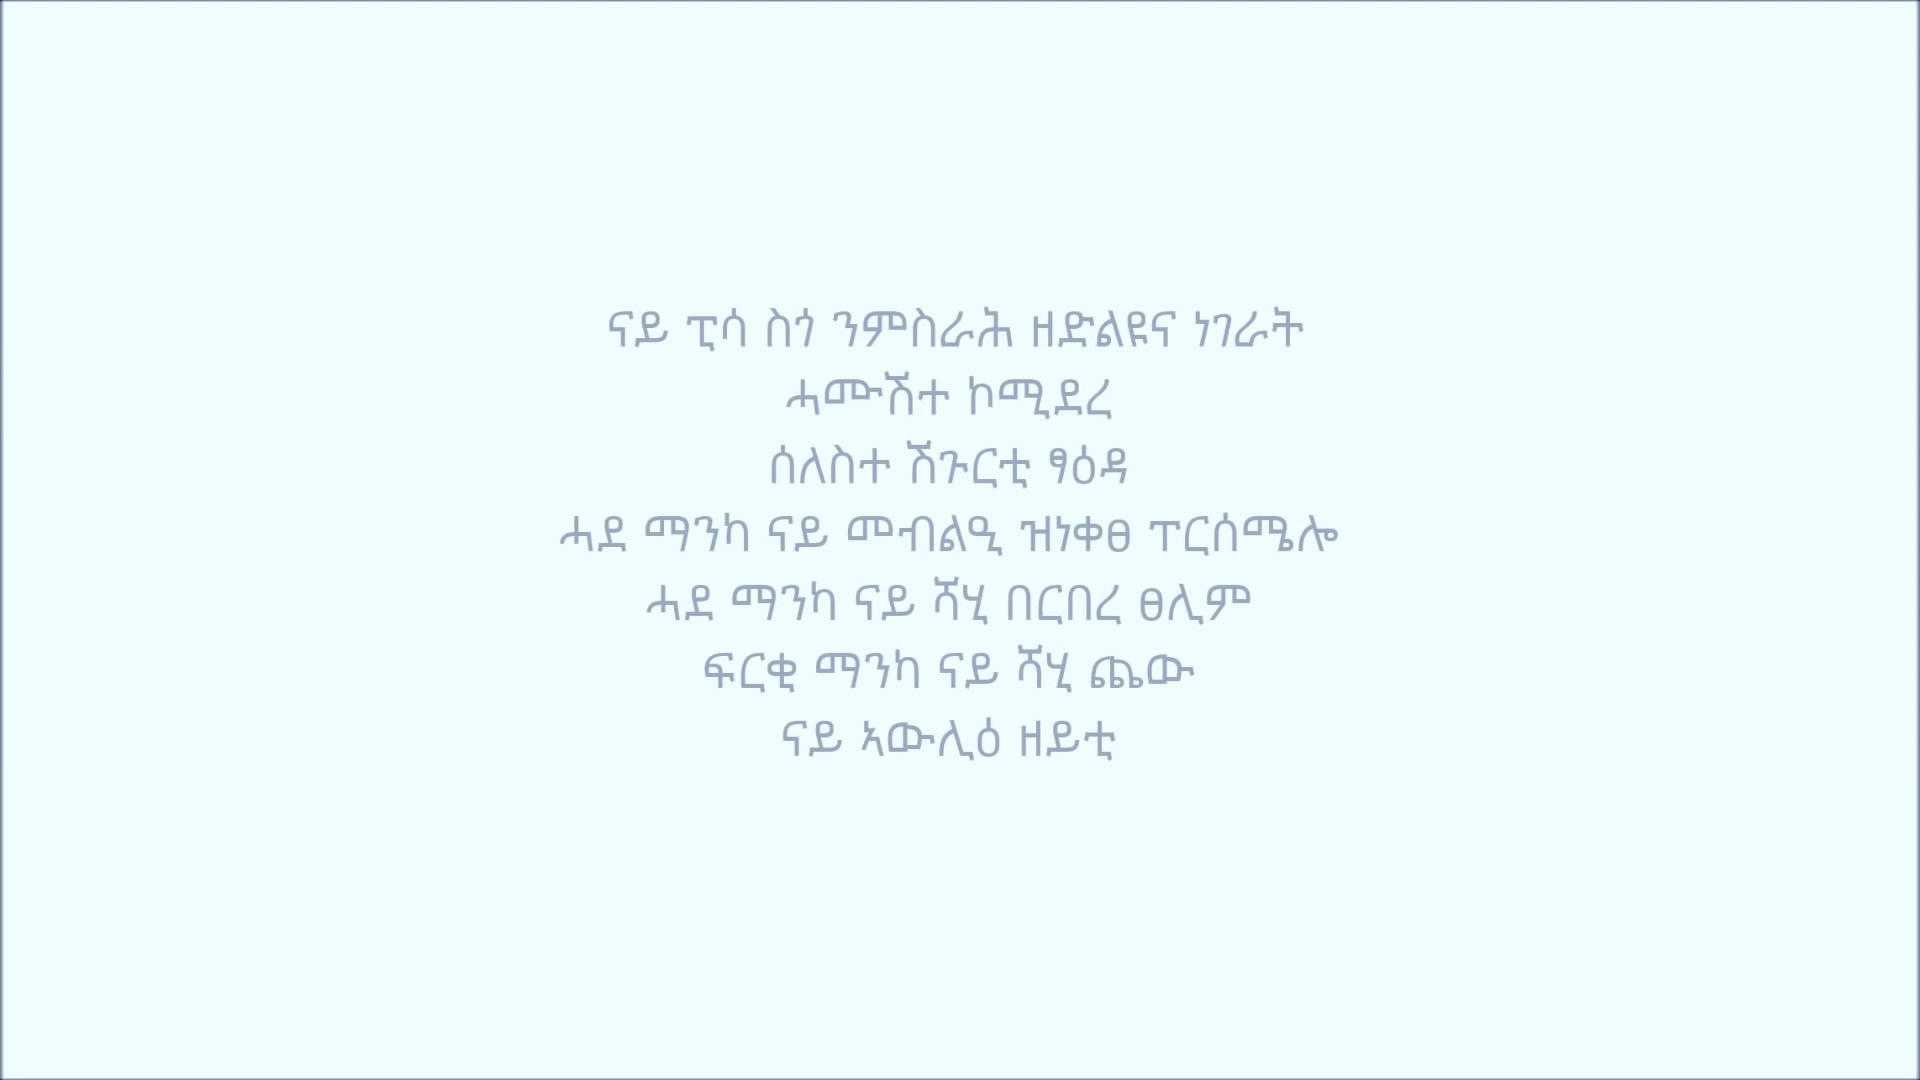 ናይ ፒሳ ስጎ ንምስራሕ ዘድልዩና ነገራት
ሓሙሽተ ኮሚደረ
ሰለስተ ሽጉርቲ ፃዕዳ
ሓደ ማንካ ናይ መብልዒ ዝነቀፀ ፐርሰሜሎ
ሓደ ማንካ ናይ ሻሂ በርበረ ፀሊም
ፍርቂ ማንካ ናይ ሻሂ ጨው
ናይ ኣውሊዕ ዘይቲ